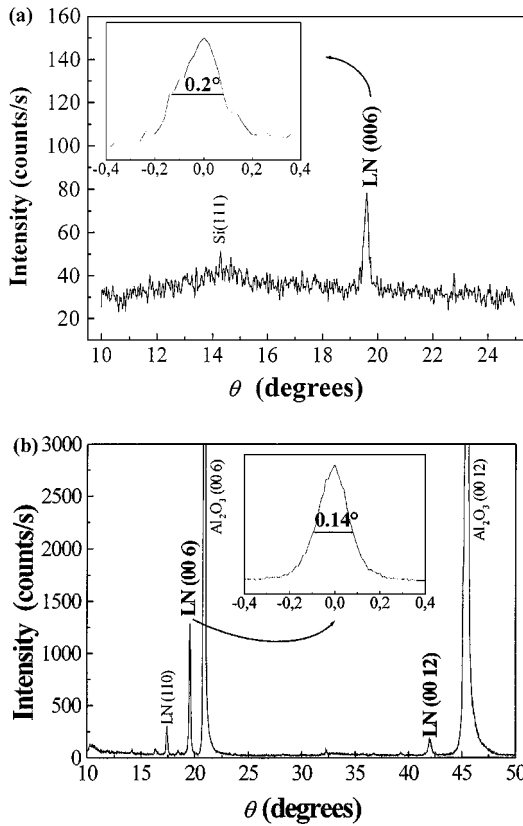 (a)
160
140
120
100
80
60
40
20
Intensity (counts/s)
0.2°
-0,4 -0,2 0,0 0,2 0,4
Si(111)
LN (006)
10 12 14 16 18 20 22 24
θ (degrees)
(b)
3000
2500
2000
1500
1000
500
0
Intensity (counts/s)
LN (110)
LN (00 6)
Al₂O₃ (00 6)
0.14°
-0,4 -0,2 0,0 0,2 0,4
LN (00 12)
Al₂O₃ (00 12)
10 15 20 25 30 35 40 45 50
θ (degrees)